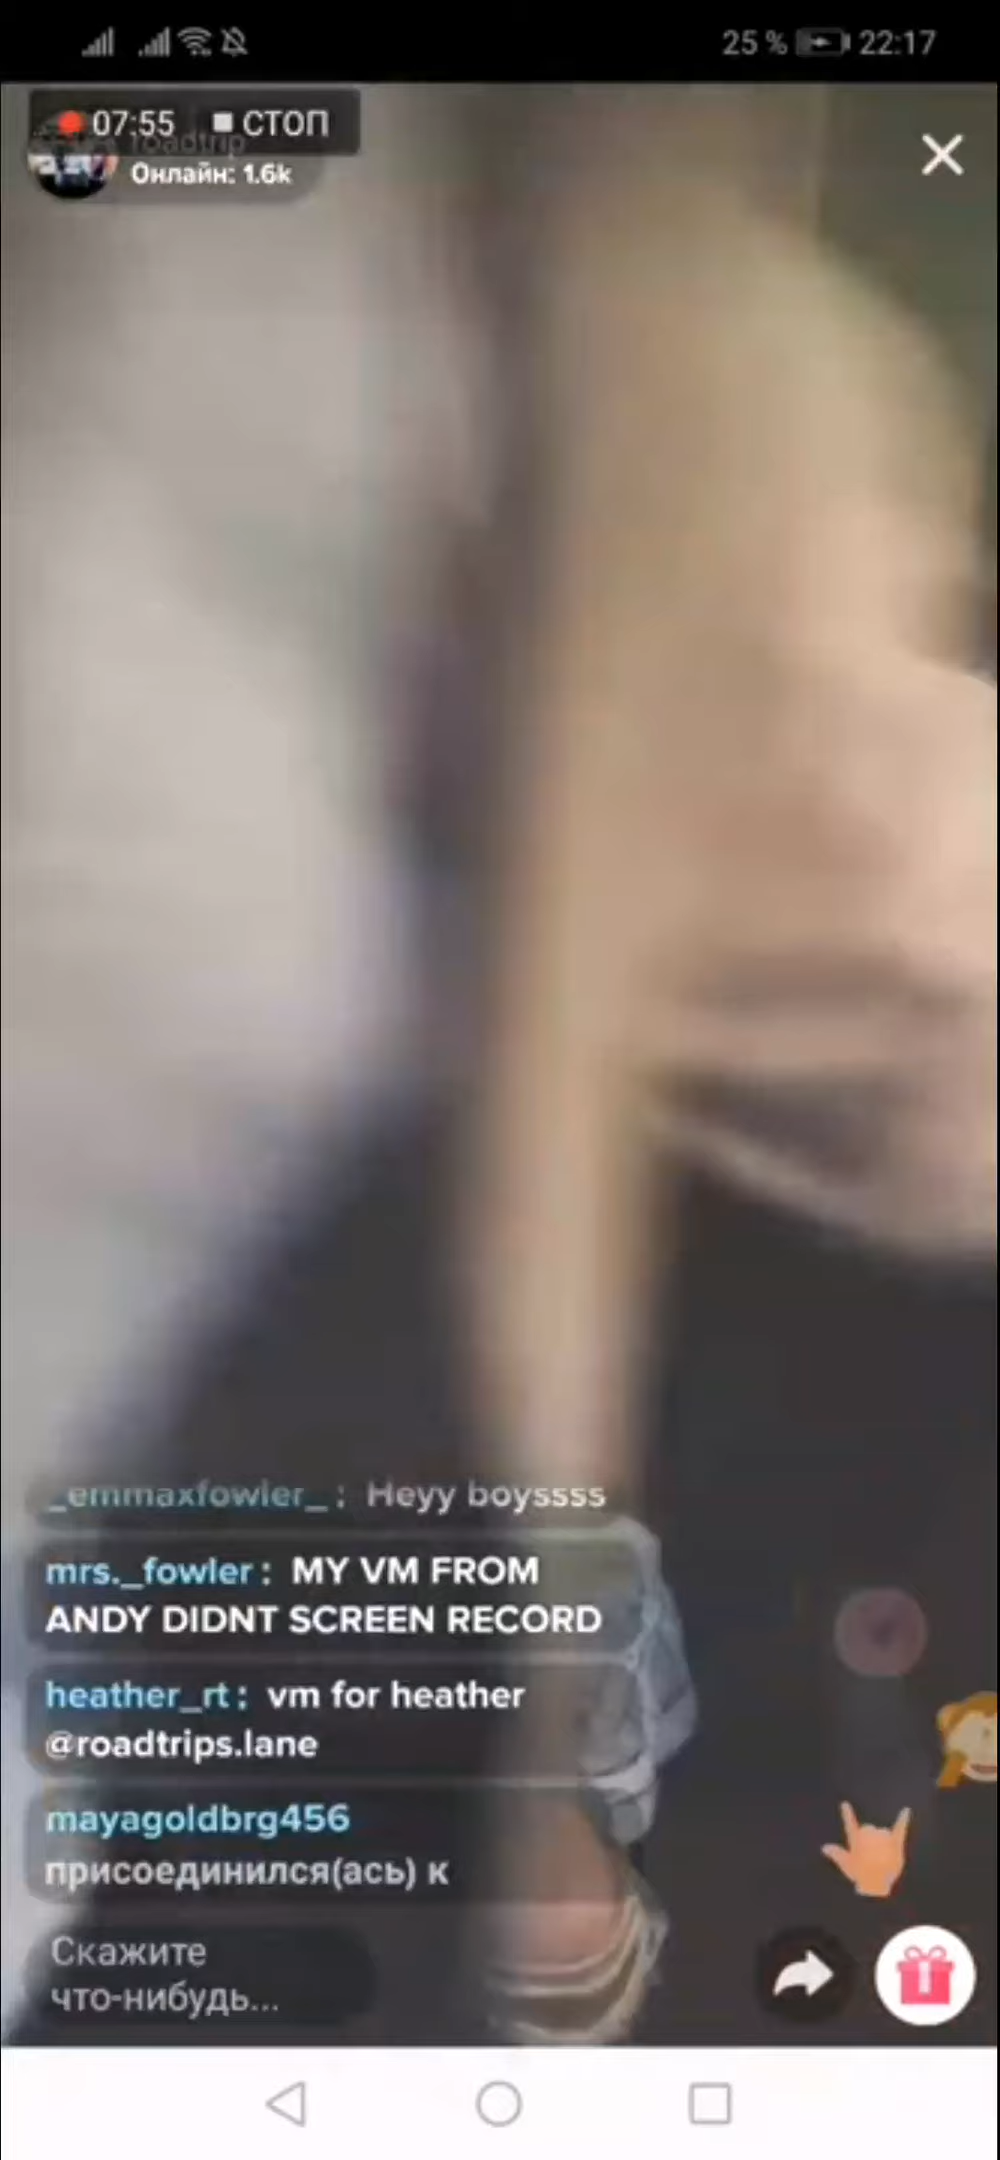 25 % 22:17
07:55 СТОП
roadtrip
Онлайн: 1.6k
_emmaxfowler_ : Heyy boyssss
mrs._fowler : MY VM FROM
ANDY DIDNT SCREEN RECORD
heather_rt : vm for heather
@roadtrips.lane
mayagoldbrg456
присоединился(ась) к
Скажите
что-нибудь...